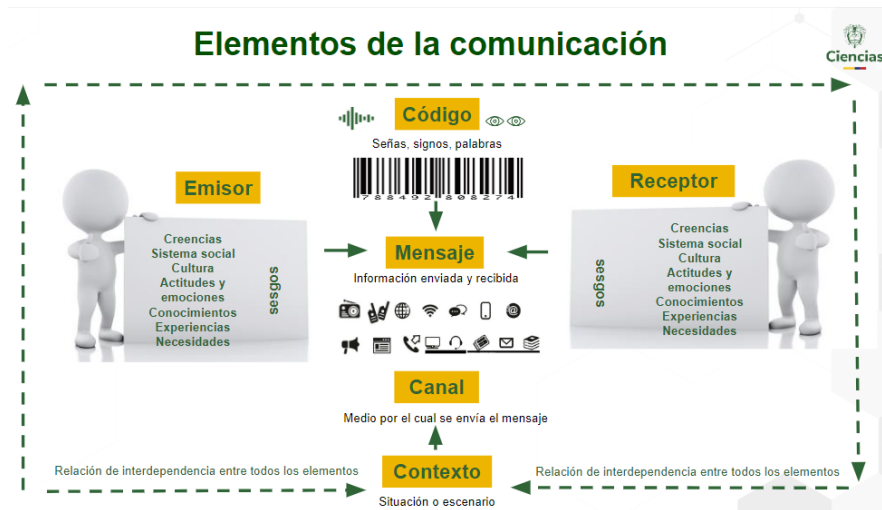 Elementos de la comunicación
Ciencias
Código
Señas, signos, palabras
7 88492 808274
Emisor
Creencias
Sistema social
Cultura
Actitudes y
emociones
Conocimientos
Experiencias
Necesidades
sesgos
Mensaje
Información enviada y recibida
Receptor
sesgos
Creencias
Sistema social
Cultura
Actitudes y
emociones
Conocimientos
Experiencias
Necesidades
Canal
Medio por el cual se envía el mensaje
Relación de interdependencia entre todos los elementos
Contexto
Situación o escenario
Relación de interdependencia entre todos los elementos